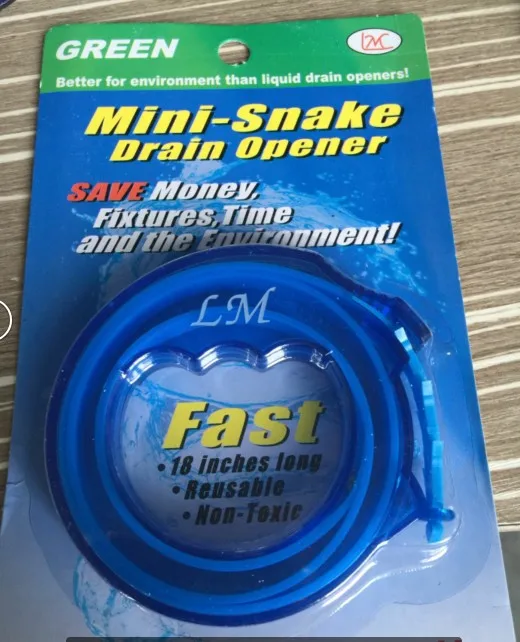 GREEN
LMC
Better for environment than liquid drain openers!
Mini-Snake
Drain Opener
SAVE Money,
Fixtures, Time
and the Environment!
LM
Fast
• 18 inches long
• Reusable
• Non-Toxic